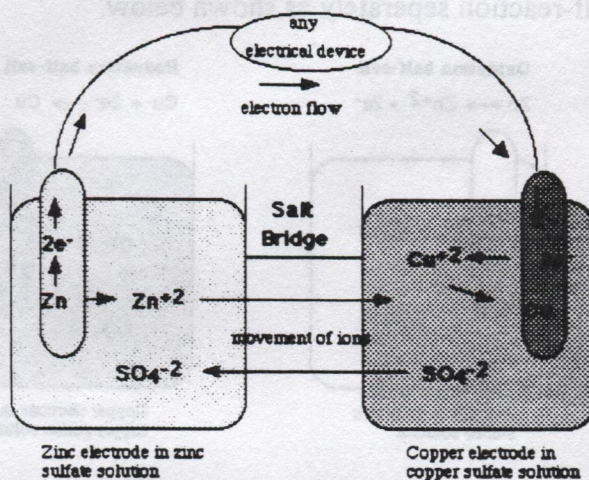 any
electrical device
electron flow
Salt
Bridge
2e-
Cu+2
Zn
Zn+2
movement of ions
SO4-2
SO4-2
Zinc electrode in zinc
sulfate solution
Copper electrode in
copper sulfate solution